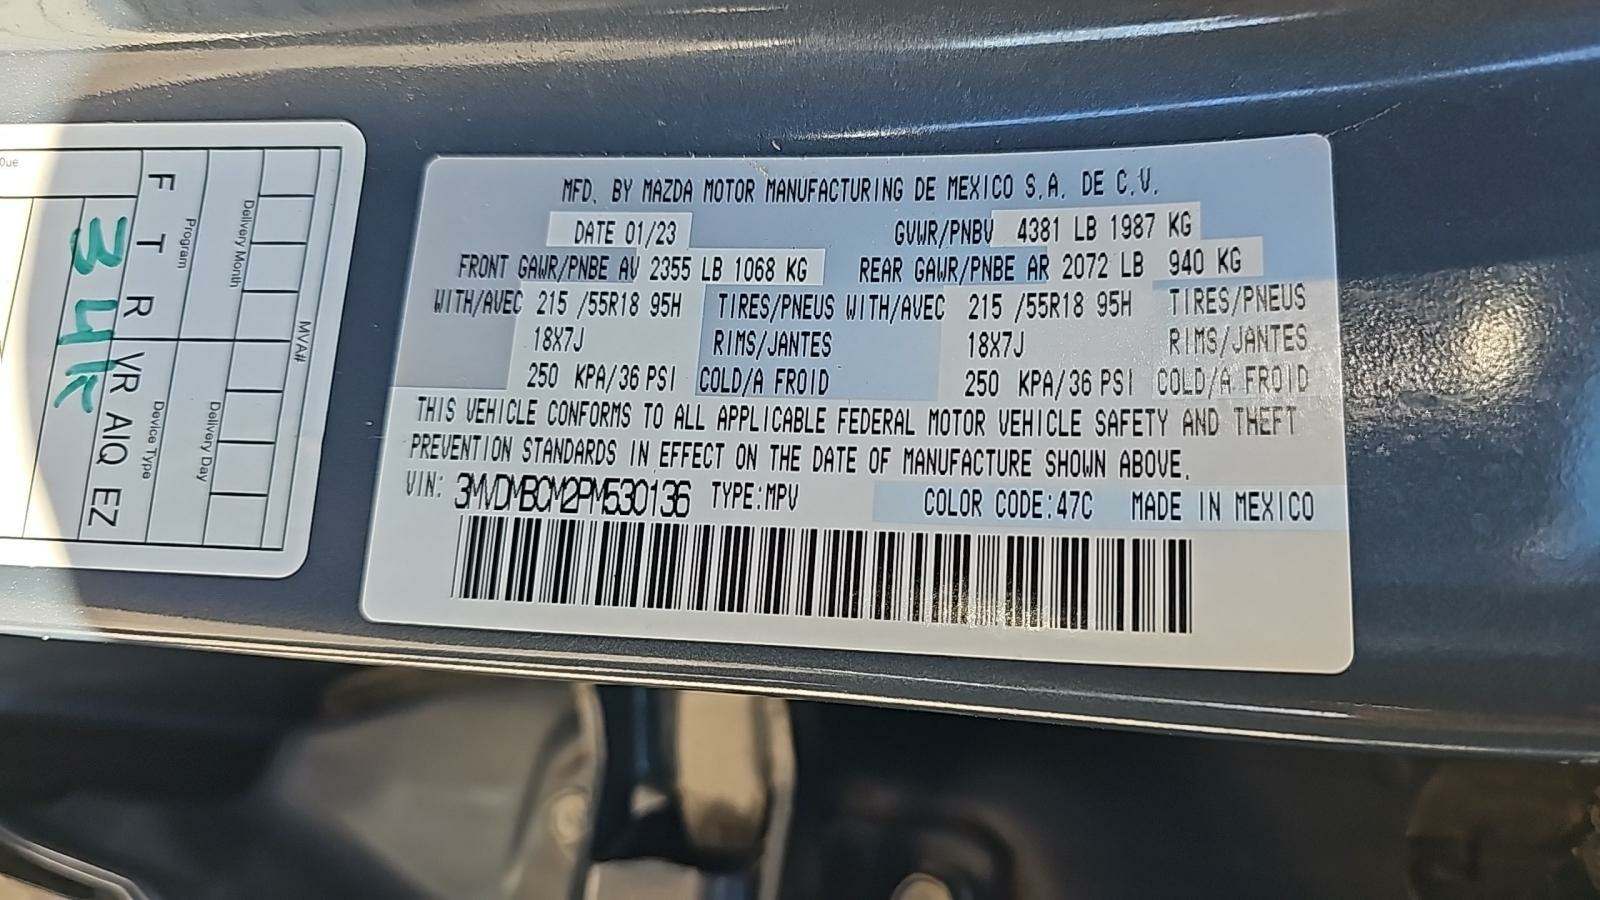 MFD. BY MAZDA MOTOR MANUFACTURING DE MEXICO S.A. DE C.V.
DATE 01/23 GVWR/PNBV 4381 LB 1987 KG
FRONT GAWR/PNBE AV 2355 LB 1068 KG REAR GAWR/PNBE AR 2072 LB 940 KG
WITH/AVEC 215 /55R18 95H TIRES/PNEUS WITH/AVEC 215 /55R18 95H TIRES/PNEUS
18X7J RIMS/JANTES 18X7J RIMS/JANTES
250 KPA/36 PSI COLD/A FROID 250 KPA/36 PSI COLD/A FROID
THIS VEHICLE CONFORMS TO ALL APPLICABLE FEDERAL MOTOR VEHICLE SAFETY AND THEFT
PREVENTION STANDARDS IN EFFECT ON THE DATE OF MANUFACTURE SHOWN ABOVE.
VIN: 3MVDMBCM2PM530136 TYPE:MPV COLOR CODE:47C MADE IN MEXICO
MVA#
Delivery Month
Delivery Day
Program
Device Type
F T R VR AIQ EZ
34K